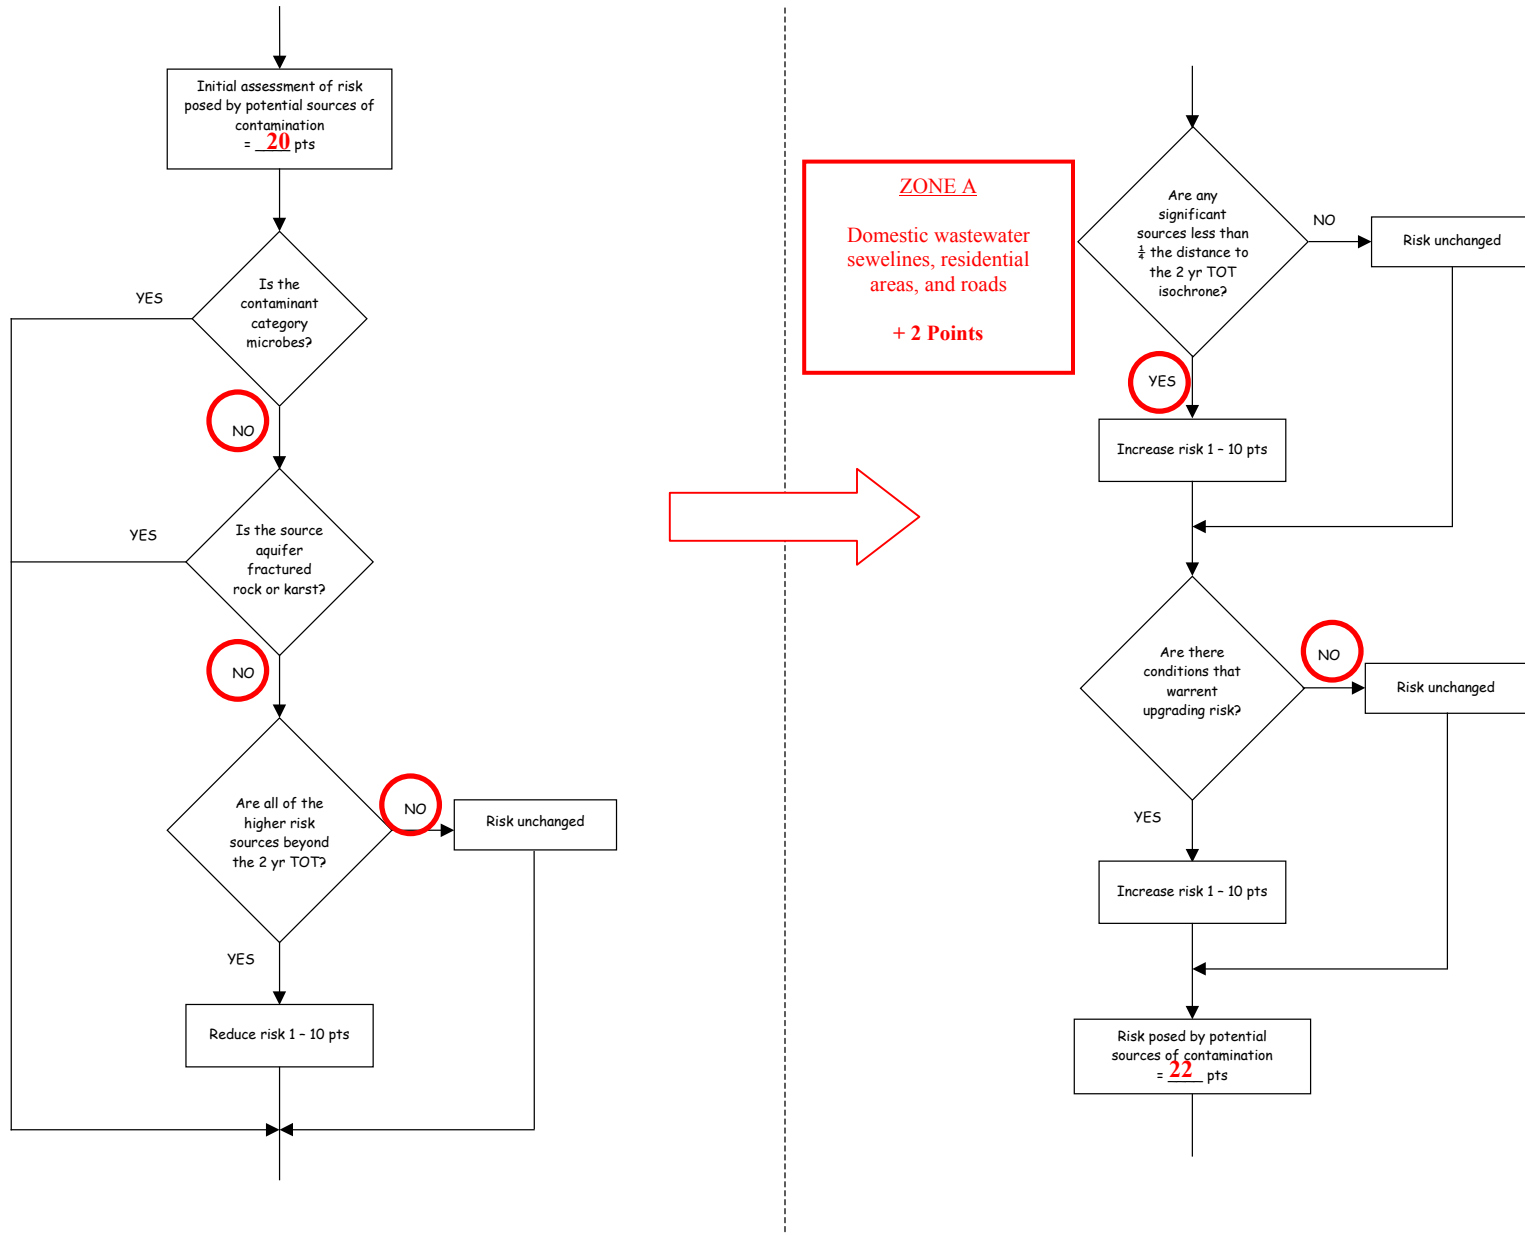 Initial assessment of risk
posed by potential sources of
contamination
= 20 pts
Is the
contaminant
category
microbes?
YES
NO
Is the source
aquifer
fractured
rock or karst?
YES
NO
Are all of the
higher risk
sources beyond
the 2 yr TOT?
NO
Risk unchanged
YES
Reduce risk 1 – 10 pts
ZONE A
Domestic wastewater
sewelines, residential
areas, and roads
+ 2 Points
Are any
significant
sources less than
¼ the distance to
the 2 yr TOT
isochrone?
NO
Risk unchanged
YES
Increase risk 1 – 10 pts
Are there
conditions that
warrent
upgrading risk?
NO
Risk unchanged
YES
Increase risk 1 – 10 pts
Risk posed by potential
sources of contamination
= 22 pts